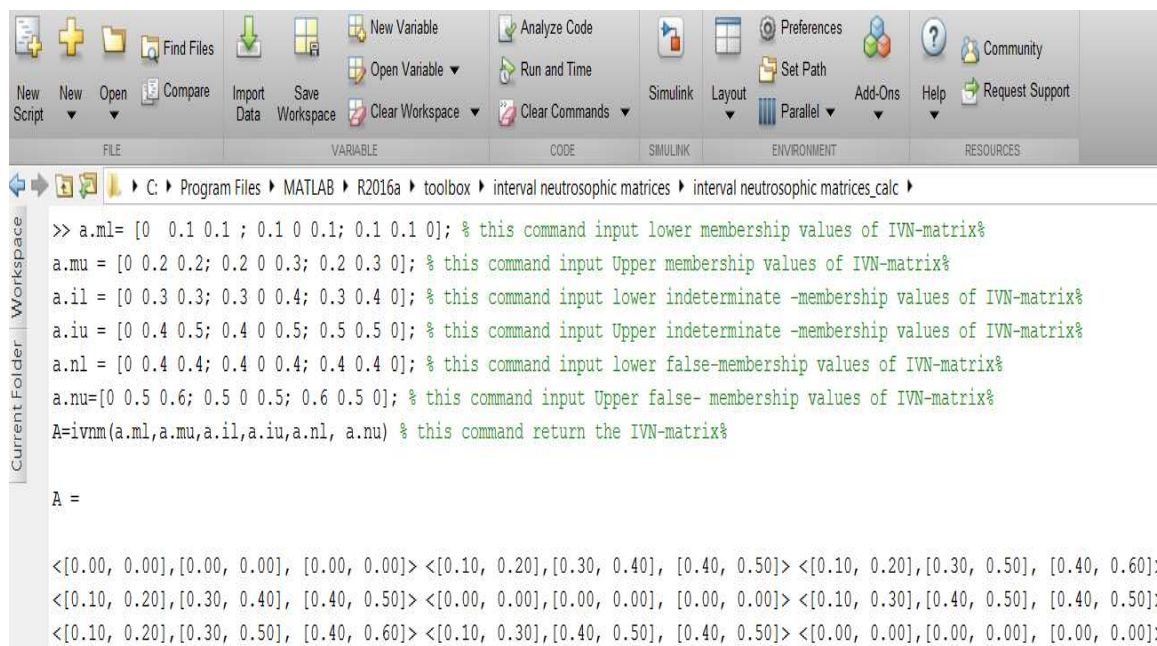 New Script
New
Open
Find Files
Compare
Import Data
Save Workspace
New Variable
Open Variable
Clear Workspace
Analyze Code
Run and Time
Clear Commands
Simulink
Layout
Preferences
Set Path
Parallel
Add-Ons
Help
Community
Request Support
FILE
VARIABLE
CODE
SIMULINK
ENVIRONMENT
RESOURCES
C: Program Files MATLAB R2016a toolbox interval neutrosophic matrices interval neutrosophic matrices_calc
Workspace
Current Folder
>> a.ml= [0 0.1 0.1 ; 0.1 0 0.1; 0.1 0.1 0]; % this command input lower membership values of IVN-matrix%
a.mu = [0 0.2 0.2; 0.2 0 0.3; 0.2 0.3 0]; % this command input Upper membership values of IVN-matrix%
a.il = [0 0.3 0.3; 0.3 0 0.4; 0.3 0.4 0]; % this command input lower indeterminate -membership values of IVN-matrix%
a.iu = [0 0.4 0.5; 0.4 0 0.5; 0.5 0.5 0]; % this command input Upper indeterminate -membership values of IVN-matrix%
a.nl = [0 0.4 0.4; 0.4 0 0.4; 0.4 0.4 0]; % this command input lower false-membership values of IVN-matrix%
a.nu=[0 0.5 0.6; 0.5 0 0.5; 0.6 0.5 0]; % this command input Upper false- membership values of IVN-matrix%
A=ivnm(a.ml,a.mu,a.il,a.iu,a.nl, a.nu) % this command return the IVN-matrix%
A =
<[0.00, 0.00],[0.00, 0.00], [0.00, 0.00]> <[0.10, 0.20],[0.30, 0.40], [0.40, 0.50]> <[0.10, 0.20],[0.30, 0.50], [0.40, 0.60]>
<[0.10, 0.20],[0.30, 0.40], [0.40, 0.50]> <[0.00, 0.00],[0.00, 0.00], [0.00, 0.00]> <[0.10, 0.30],[0.40, 0.50], [0.40, 0.50]>
<[0.10, 0.20],[0.30, 0.50], [0.40, 0.60]> <[0.10, 0.30],[0.40, 0.50], [0.40, 0.50]> <[0.00, 0.00],[0.00, 0.00], [0.00, 0.00]>